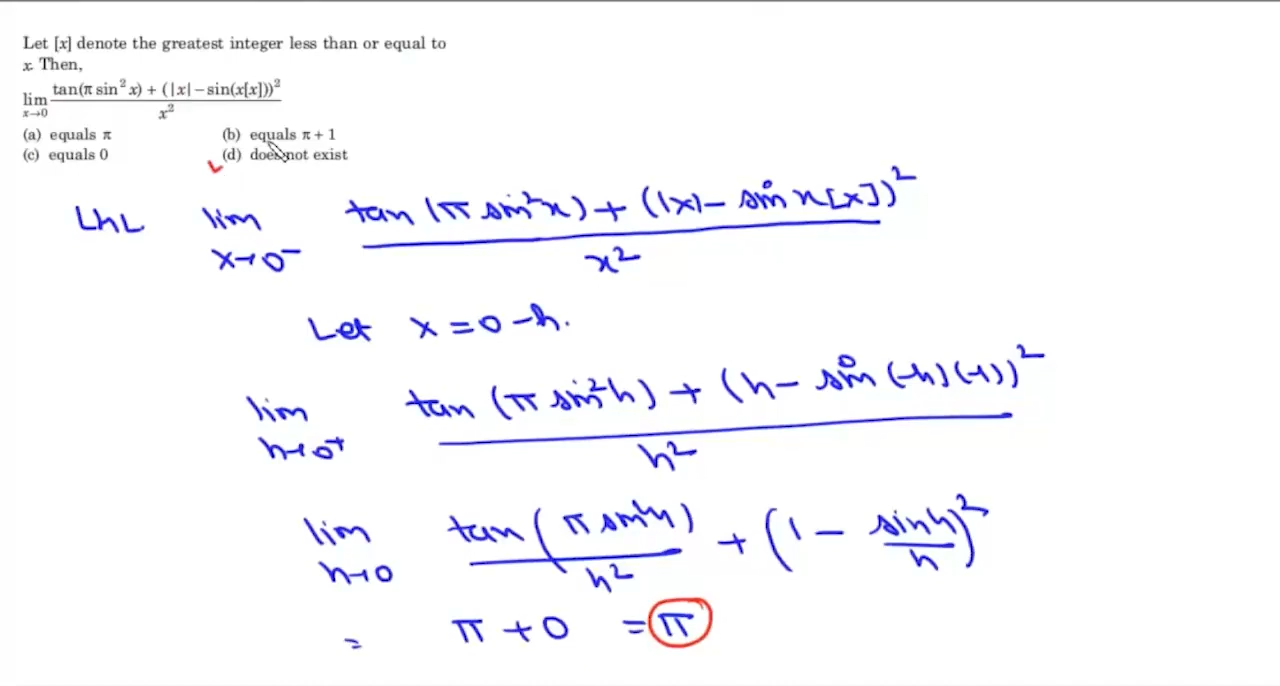 Let [x] denote the greatest integer less than or equal to
x. Then,
lim x→0 (tan(π sin² x) + (|x| − sin(x[x]))²) / x²
(a) equals π (b) equals π + 1
(c) equals 0 (d) does not exist
LhL lim x→0⁻ (tan (π sin²x) + (|x| − sin x[x])²) / x²
Let x = 0 − h.
lim h→0⁺ (tan (π sin²h) + (h − sin (−h)(−1))²) / h²
lim h→0 tan (π sin²h) / h² + (1 − sinh/h)²
= π + 0 = π